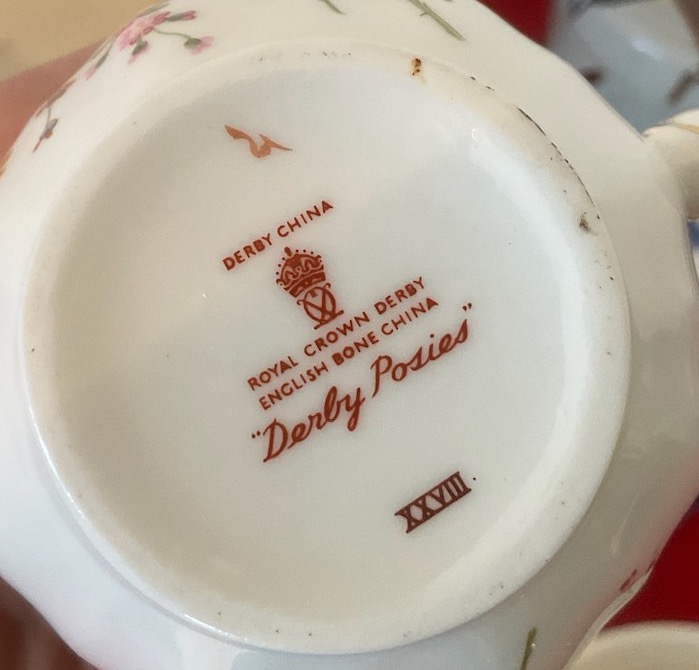 DERBY CHINA
ROYAL CROWN DERBY
ENGLISH BONE CHINA
"Derby Posies"
XXVIII.